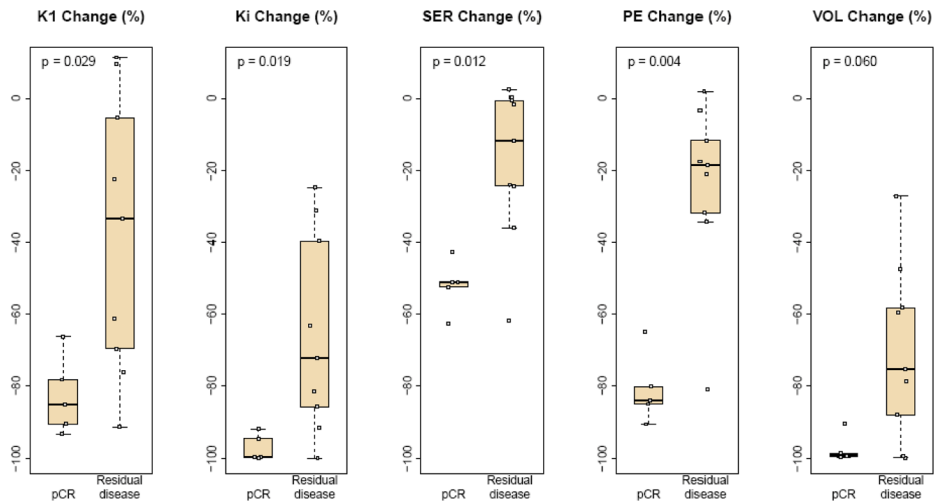 K1 Change (%)
Ki Change (%)
SER Change (%)
PE Change (%)
VOL Change (%)
p = 0.029
p = 0.019
p = 0.012
p = 0.004
p = 0.060
0
−20
−40
−60
−80
−100
0
−20
−40
−60
−80
−100
0
−20
−40
−60
−80
−100
0
−20
−40
−60
−80
−100
0
−20
−40
−60
−80
−100
pCR
Residual
disease
pCR
Residual
disease
pCR
Residual
disease
pCR
Residual
disease
pCR
Residual
disease